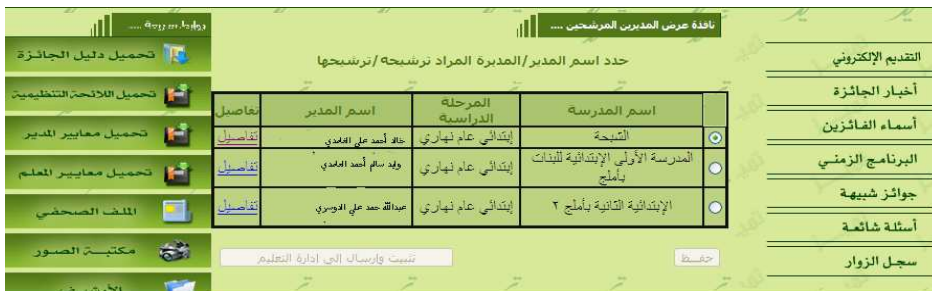 نافذة عرض المديرين المرشحين ....
حدد اسم المدير/المديرة المراد ترشيحه/ترشيحها
اسم المدرسة المرحلة الدراسية اسم المدير تفاصيل
الشبحة إبتدائي عام نهاري خالد أحمد علي الغامدي تفاصيل
المدرسة الأولى الإبتدائية للبنات بأملج إبتدائي عام نهاري وليد سالم أحمد الغامدي تفاصيل
الإبتدائية الثانية بأملج ٢ إبتدائي عام نهاري عبدالله حمد علي الدوسري تفاصيل
حفظ
تثبيت وإرسال إلى إدارة التعليم
التقديم الإلكتروني
أخبار الجائزة
أسماء الفائزين
البرنامج الزمني
جوائز شبيهة
أسئلة شائعة
سجل الزوار
روابط سريعة ....
تحميل دليل الجائزة
تحميل اللائحة التنظيمية
تحميل معايير المدير
تحميل معايير المعلم
الملف الصحفي
مكتبة الصور